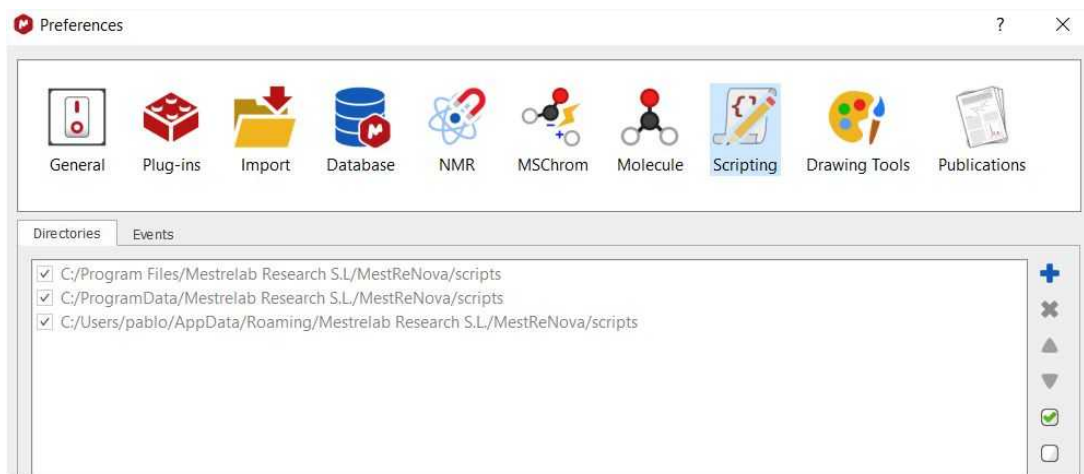 Preferences
?
General Plug-ins Import Database NMR MSChrom Molecule Scripting Drawing Tools Publications
Directories Events
C:/Program Files/Mestrelab Research S.L/MestReNova/scripts
C:/ProgramData/Mestrelab Research S.L./MestReNova/scripts
C:/Users/pablo/AppData/Roaming/Mestrelab Research S.L./MestReNova/scripts